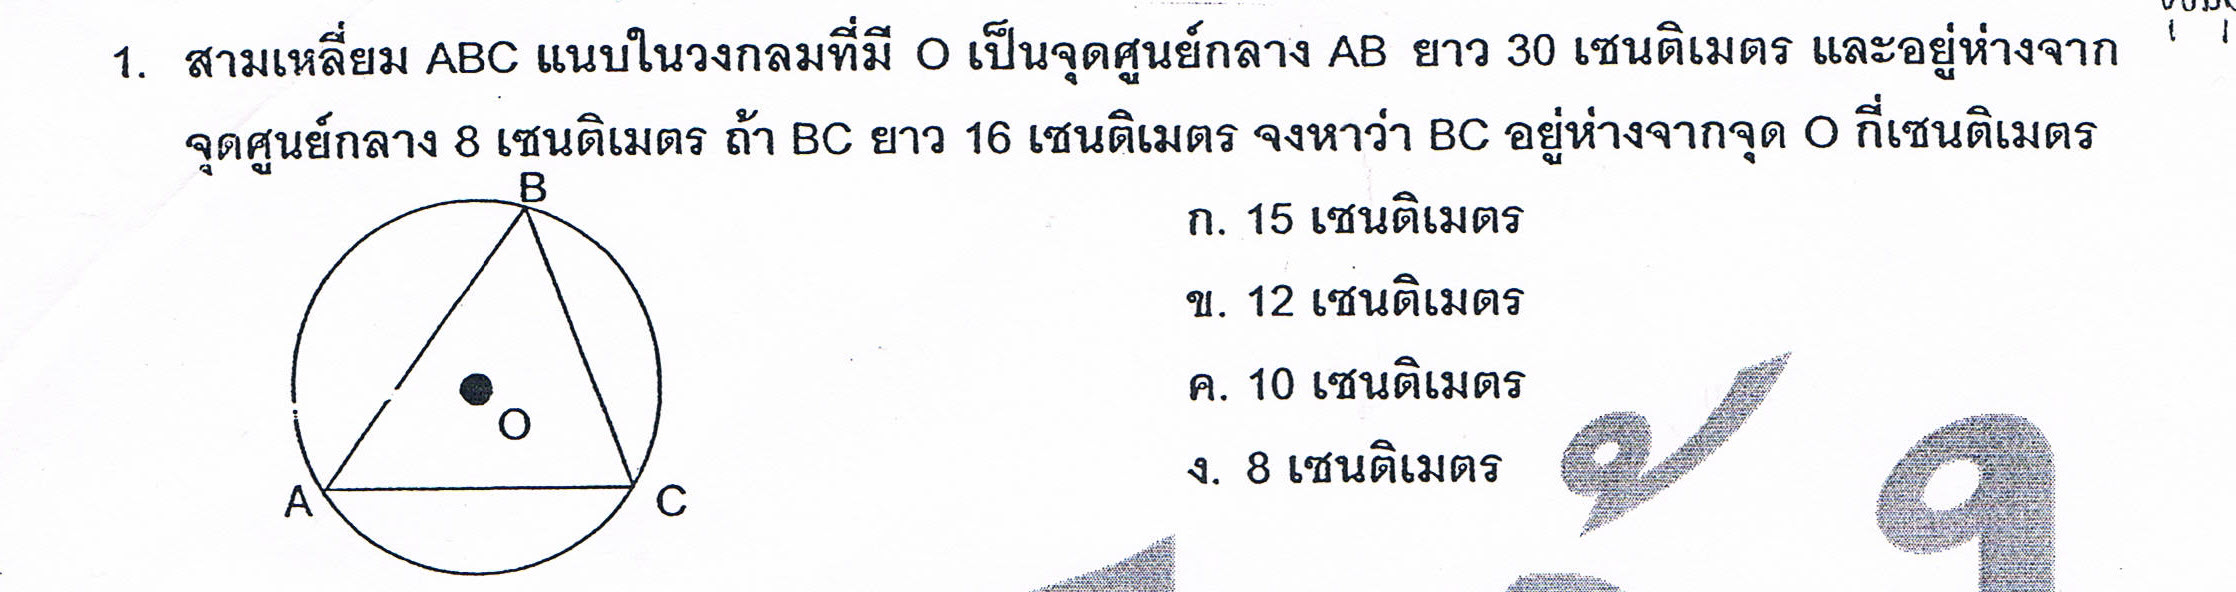 1. สามเหลี่ยม ABC แนบในวงกลมที่มี O เป็นจุดศูนย์กลาง AB ยาว 30 เซนติเมตร และอยู่ห่างจาก
จุดศูนย์กลาง 8 เซนติเมตร ถ้า BC ยาว 16 เซนติเมตร จงหาว่า BC อยู่ห่างจากจุด O กี่เซนติเมตร
B
ก. 15 เซนติเมตร
ข. 12 เซนติเมตร
ค. 10 เซนติเมตร
O
ง. 8 เซนติเมตร
A C